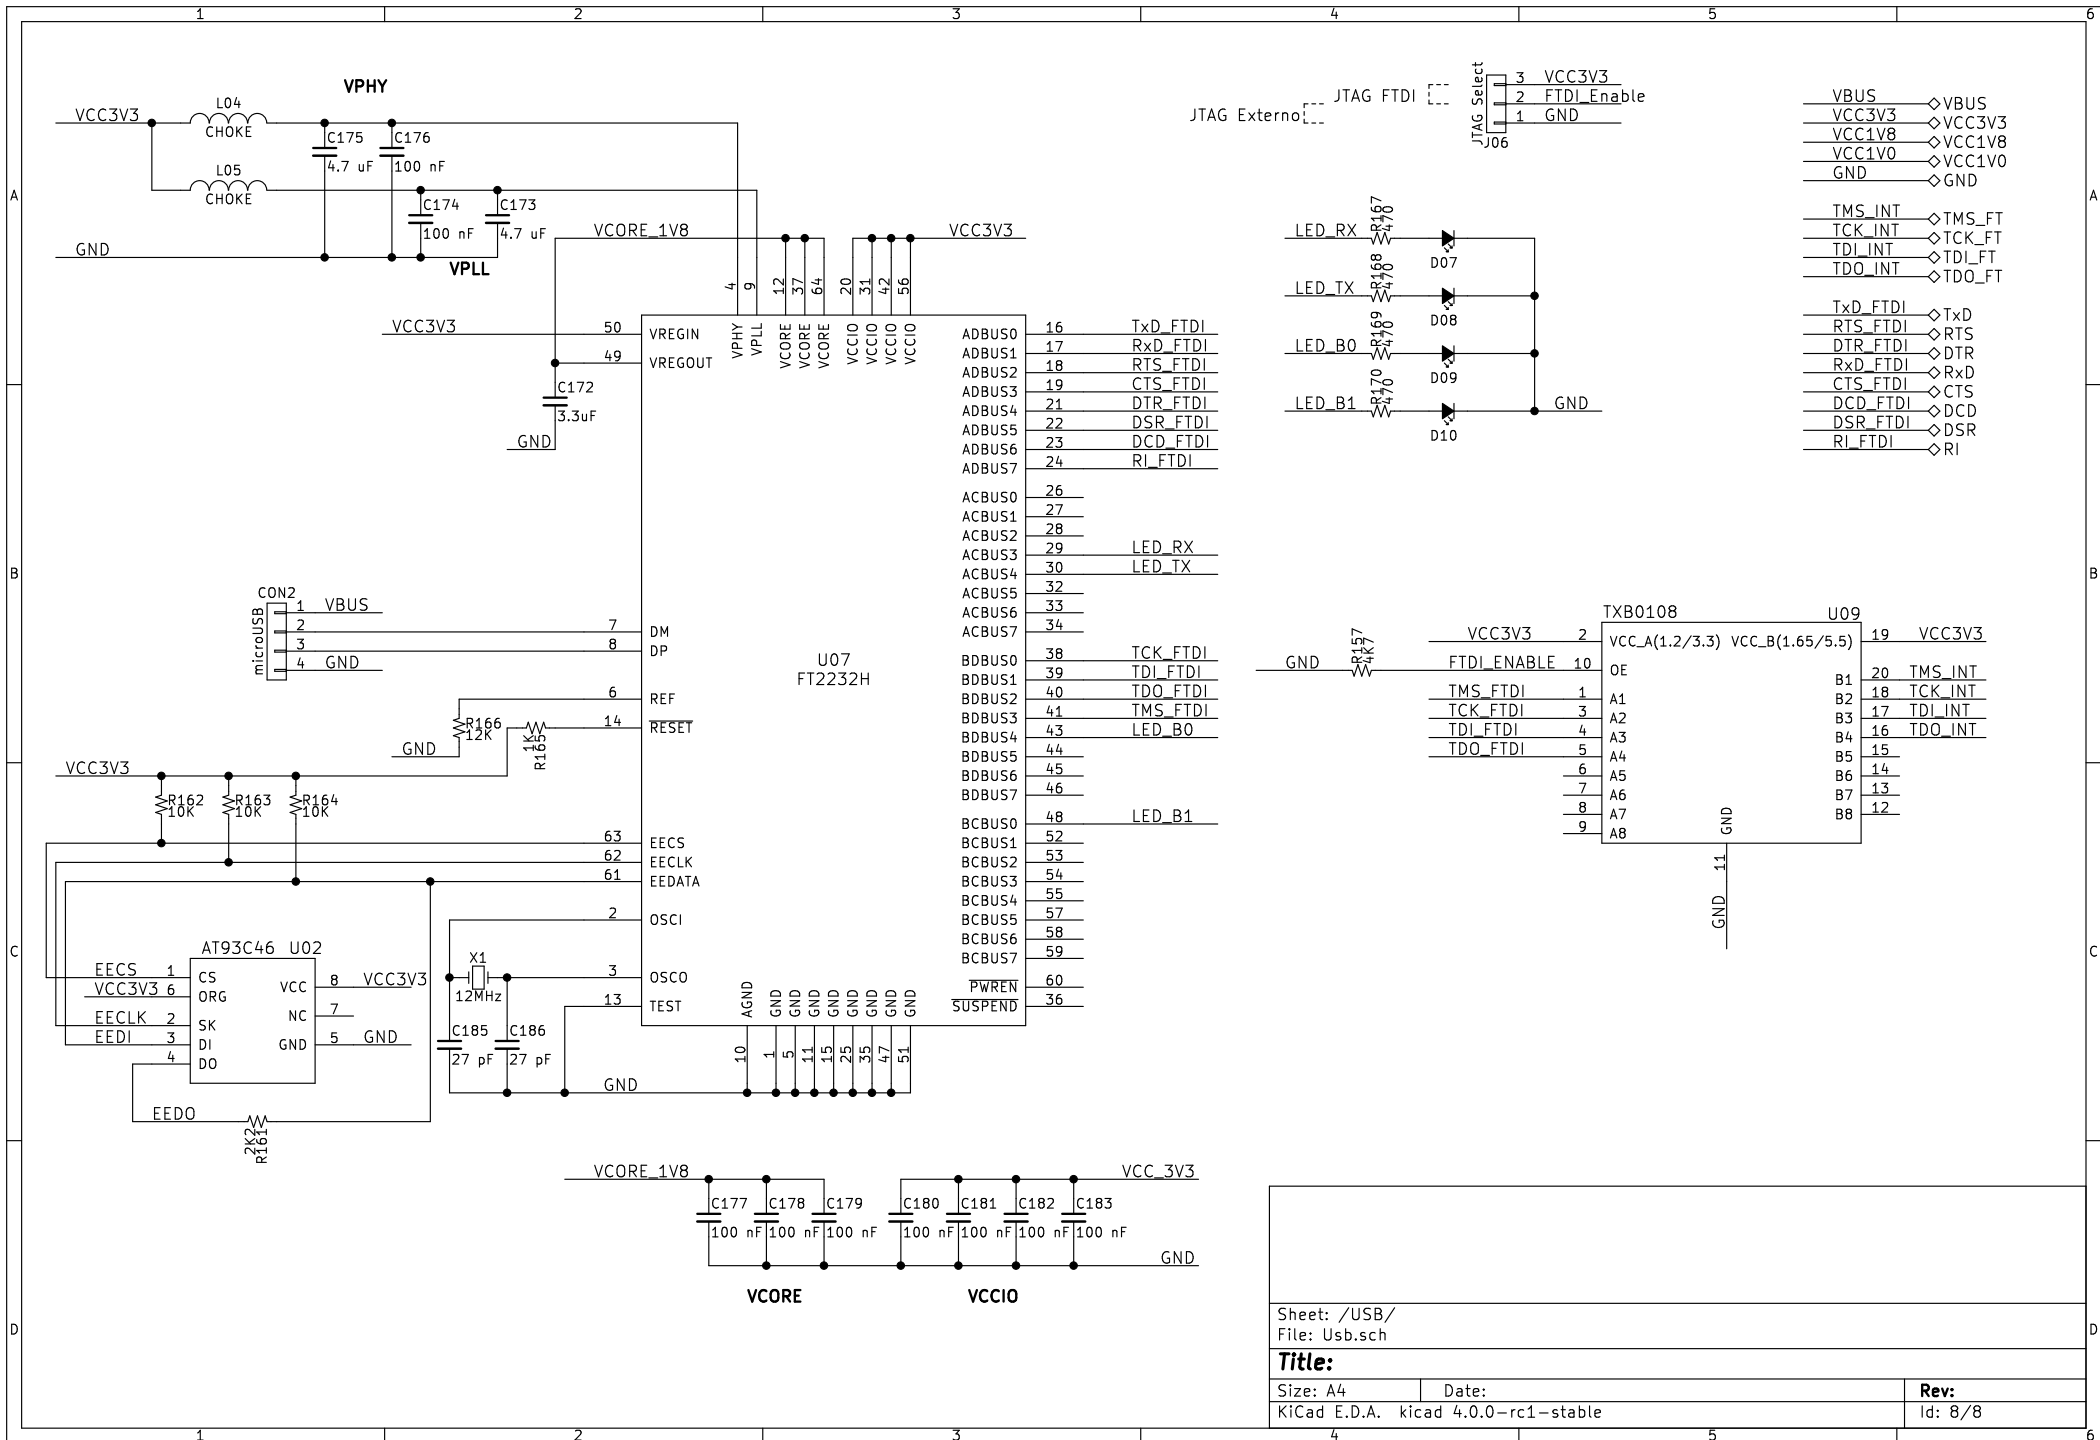 1 2 3 4 5 6
A
B
C
D
A
B
C
D
VPHY
VCC3V3
L04
CHOKE
C175
4.7 uF
C176
100 nF
L05
CHOKE
C174
100 nF
C173
4.7 uF
GND
VPLL
VCORE_1V8
VCC3V3
4 9 12 37 64 20 31 42 56
VPHY VPLL VCORE VCORE VCORE VCCIO VCCIO VCCIO VCCIO
VCC3V3 50 VREGIN
49 VREGOUT
C172
3.3uF
GND
CON2
microUSB
1 VBUS
2
3
4 GND
7 DM
8 DP
6 REF
R166
12K
GND
14 RESET
1K
R165
VCC3V3
R162
10K
R163
10K
R164
10K
63 EECS
62 EECLK
61 EEDATA
2 OSCI
3 OSCO
13 TEST
X1
12MHz
C185
27 pF
C186
27 pF
GND
AT93C46 U02
EECS 1 CS
VCC3V3 6 ORG
EECLK 2 SK
EEDI 3 DI
4 DO
VCC 8 VCC3V3
NC 7
GND 5 GND
EEDO
2K2
R161
U07
FT2232H
AGND GND GND GND GND GND GND GND GND
10 1 5 11 15 25 35 47 51
ADBUS0 16 TxD_FTDI
ADBUS1 17 RxD_FTDI
ADBUS2 18 RTS_FTDI
ADBUS3 19 CTS_FTDI
ADBUS4 21 DTR_FTDI
ADBUS5 22 DSR_FTDI
ADBUS6 23 DCD_FTDI
ADBUS7 24 RI_FTDI
ACBUS0 26
ACBUS1 27
ACBUS2 28
ACBUS3 29 LED_RX
ACBUS4 30 LED_TX
ACBUS5 32
ACBUS6 33
ACBUS7 34
BDBUS0 38 TCK_FTDI
BDBUS1 39 TDI_FTDI
BDBUS2 40 TDO_FTDI
BDBUS3 41 TMS_FTDI
BDBUS4 43 LED_B0
BDBUS5 44
BDBUS6 45
BDBUS7 46
BCBUS0 48 LED_B1
BCBUS1 52
BCBUS2 53
BCBUS3 54
BCBUS4 55
BCBUS5 57
BCBUS6 58
BCBUS7 59
PWREN 60
SUSPEND 36
VCORE_1V8
C177
100 nF
C178
100 nF
C179
100 nF
C180
100 nF
C181
100 nF
C182
100 nF
C183
100 nF
VCC_3V3
GND
VCORE
VCCIO
JTAG Externo
JTAG FTDI
JTAG Select
3 VCC3V3
2 FTDI_Enable
1 GND
J06
LED_RX
R167
470
D07
LED_TX
R168
470
D08
LED_B0
R169
470
D09
LED_B1
R170
470
D10
GND
VBUS VBUS
VCC3V3 VCC3V3
VCC1V8 VCC1V8
VCC1V0 VCC1V0
GND GND
TMS_INT TMS_FT
TCK_INT TCK_FT
TDI_INT TDI_FT
TDO_INT TDO_FT
TxD_FTDI TxD
RTS_FTDI RTS
DTR_FTDI DTR
RxD_FTDI RxD
CTS_FTDI CTS
DCD_FTDI DCD
DSR_FTDI DSR
RI_FTDI RI
TXB0108 U09
VCC3V3 2 VCC_A(1.2/3.3) VCC_B(1.65/5.5) 19 VCC3V3
GND
R157
4K7
FTDI_ENABLE 10 OE
TMS_FTDI 1 A1
TCK_FTDI 3 A2
TDI_FTDI 4 A3
TDO_FTDI 5 A4
6 A5
7 A6
8 A7
9 A8
B1 20 TMS_INT
B2 18 TCK_INT
B3 17 TDI_INT
B4 16 TDO_INT
B5 15
B6 14
B7 13
B8 12
GND
11
GND
Sheet: /USB/
File: Usb.sch
Title:
Size: A4 Date: Rev:
KiCad E.D.A. kicad 4.0.0-rc1-stable Id: 8/8
1 2 3 4 5 6